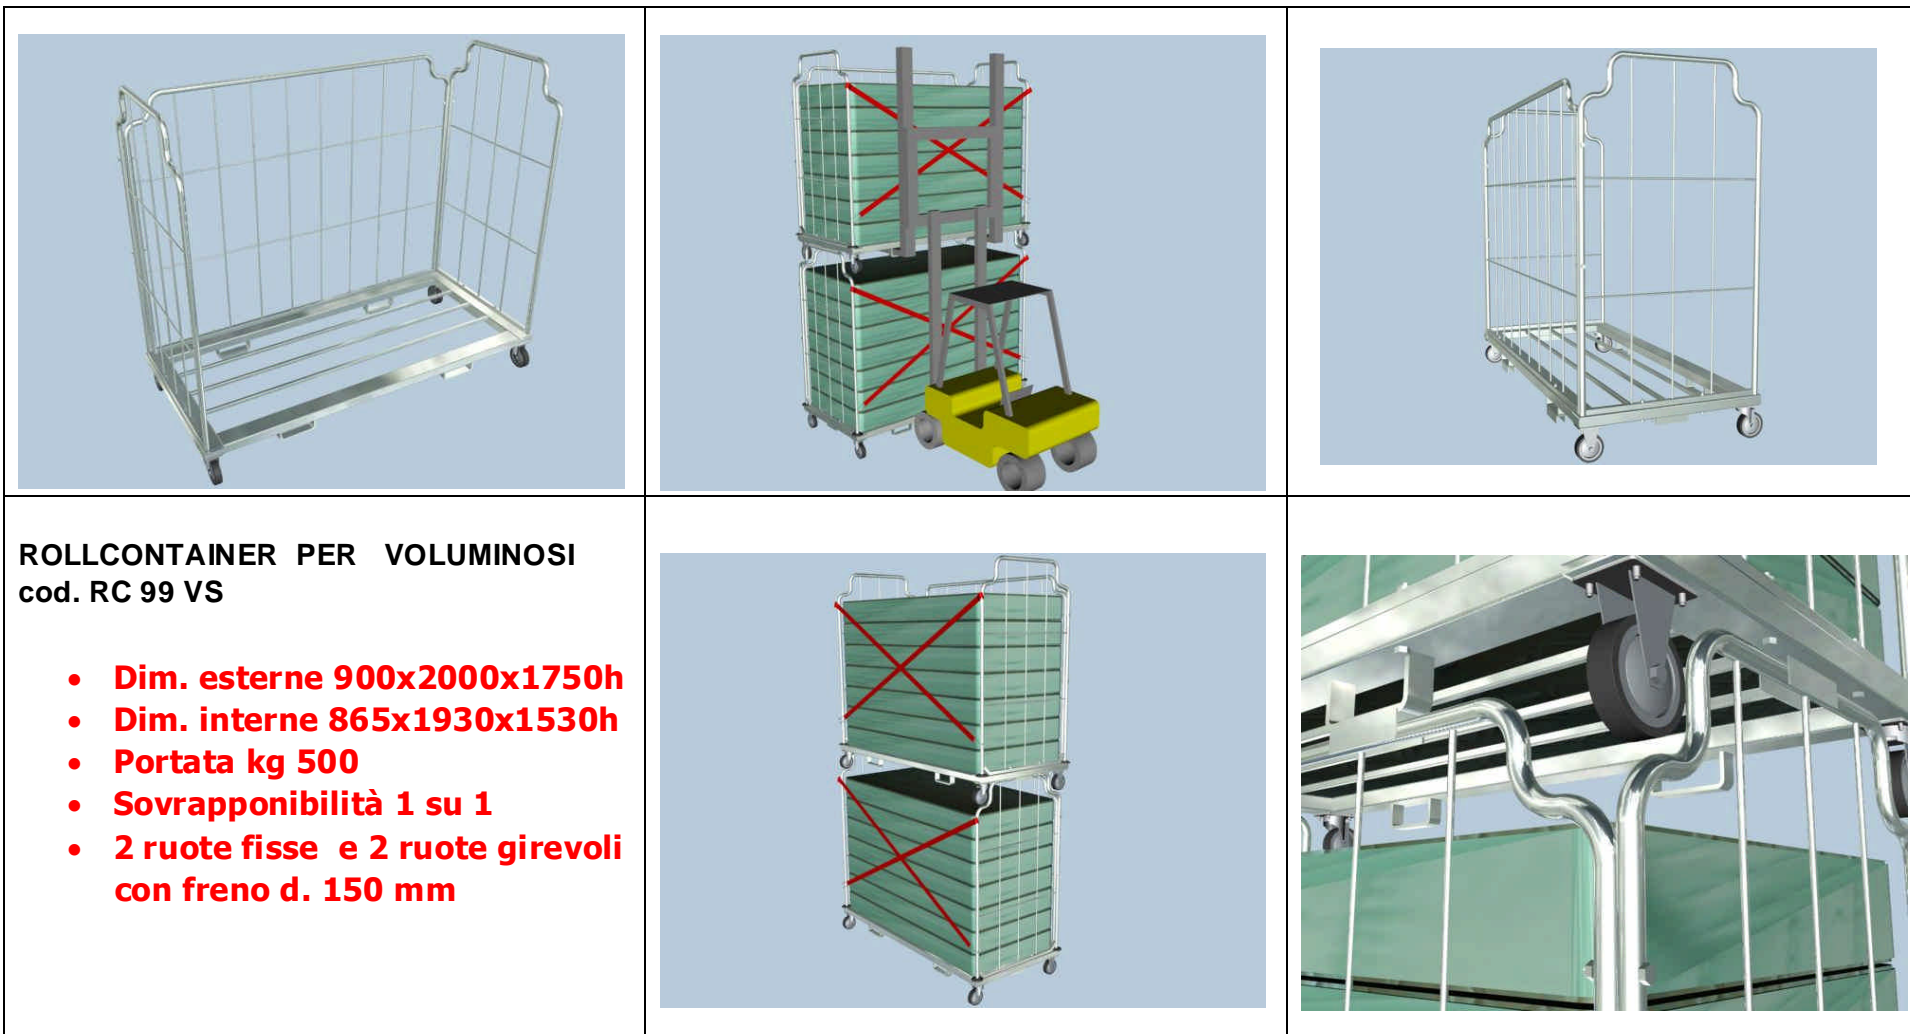 ROLLCONTAINER PER VOLUMINOSI
cod. RC 99 VS
• Dim. esterne 900x2000x1750h
• Dim. interne 865x1930x1530h
• Portata kg 500
• Sovrapponibilità 1 su 1
• 2 ruote fisse e 2 ruote girevoli
con freno d. 150 mm